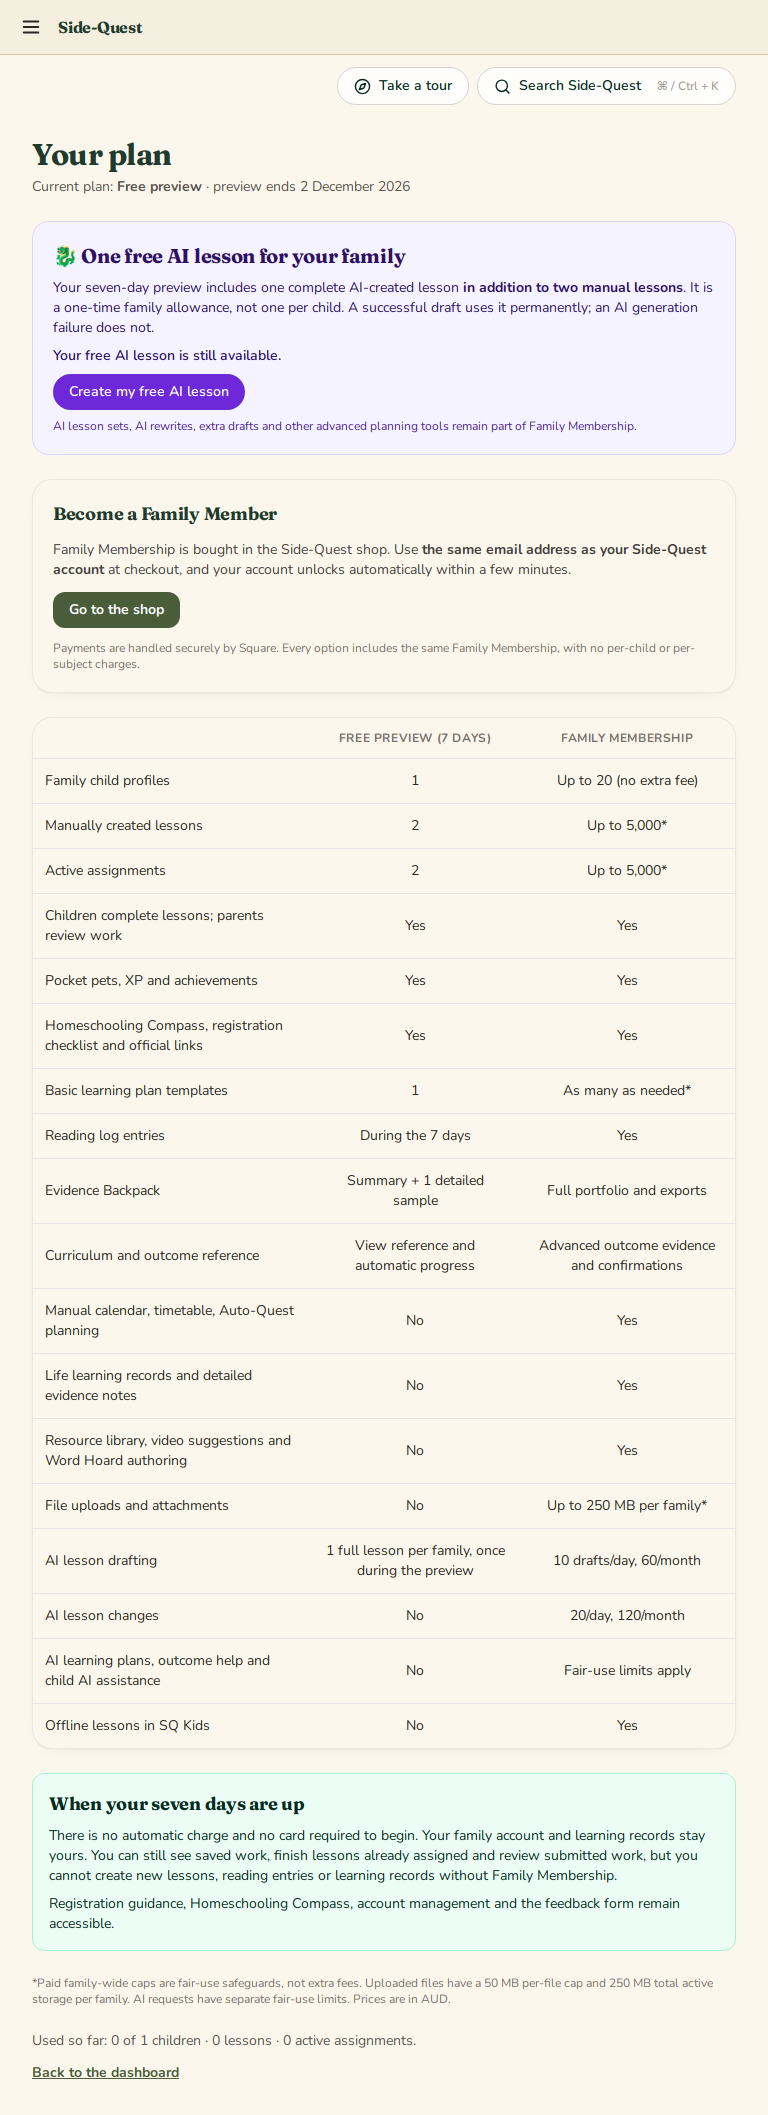 Side-Quest
Take a tour
Search Side-Quest ⌘ / Ctrl + K
Your plan
Current plan: Free preview · preview ends 2 December 2026
🐉 One free AI lesson for your family
Your seven-day preview includes one complete AI-created lesson in addition to two manual lessons. It is
a one-time family allowance, not one per child. A successful draft uses it permanently; an AI generation
failure does not.
Your free AI lesson is still available.
Create my free AI lesson
AI lesson sets, AI rewrites, extra drafts and other advanced planning tools remain part of Family Membership.
Become a Family Member
Family Membership is bought in the Side-Quest shop. Use the same email address as your Side-Quest
account at checkout, and your account unlocks automatically within a few minutes.
Go to the shop
Payments are handled securely by Square. Every option includes the same Family Membership, with no per-child or per-
subject charges.
FREE PREVIEW (7 DAYS) FAMILY MEMBERSHIP
Family child profiles 1 Up to 20 (no extra fee)
Manually created lessons 2 Up to 5,000*
Active assignments 2 Up to 5,000*
Children complete lessons; parents
review work Yes Yes
Pocket pets, XP and achievements Yes Yes
Homeschooling Compass, registration
checklist and official links Yes Yes
Basic learning plan templates 1 As many as needed*
Reading log entries During the 7 days Yes
Evidence Backpack Summary + 1 detailed
sample Full portfolio and exports
Curriculum and outcome reference View reference and
automatic progress Advanced outcome evidence
and confirmations
Manual calendar, timetable, Auto-Quest
planning No Yes
Life learning records and detailed
evidence notes No Yes
Resource library, video suggestions and
Word Hoard authoring No Yes
File uploads and attachments No Up to 250 MB per family*
AI lesson drafting 1 full lesson per family, once
during the preview 10 drafts/day, 60/month
AI lesson changes No 20/day, 120/month
AI learning plans, outcome help and
child AI assistance No Fair-use limits apply
Offline lessons in SQ Kids No Yes
When your seven days are up
There is no automatic charge and no card required to begin. Your family account and learning records stay
yours. You can still see saved work, finish lessons already assigned and review submitted work, but you
cannot create new lessons, reading entries or learning records without Family Membership.
Registration guidance, Homeschooling Compass, account management and the feedback form remain
accessible.
*Paid family-wide caps are fair-use safeguards, not extra fees. Uploaded files have a 50 MB per-file cap and 250 MB total active
storage per family. AI requests have separate fair-use limits. Prices are in AUD.
Used so far: 0 of 1 children · 0 lessons · 0 active assignments.
Back to the dashboard